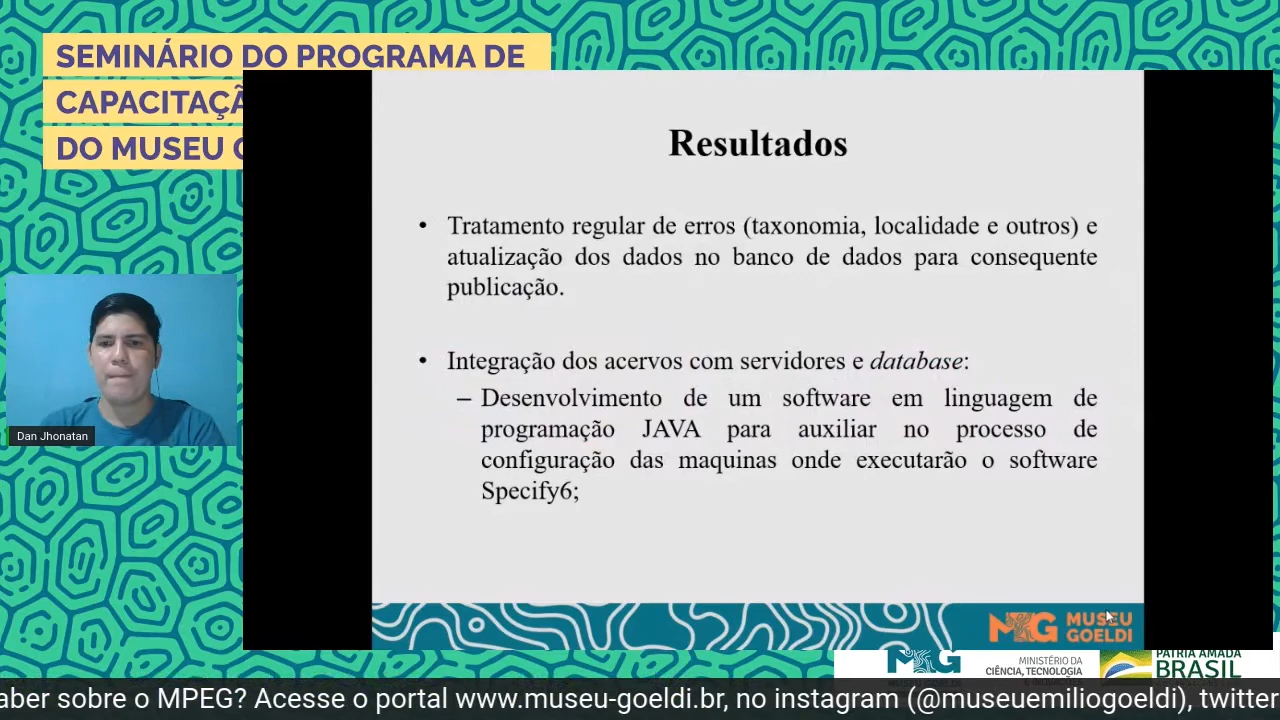 SEMINÁRIO DO PROGRAMA DE
CAPACITAÇÃ
DO MUSEU
Resultados
• Tratamento regular de erros (taxonomia, localidade e outros) e
atualização dos dados no banco de dados para consequente
publicação.
• Integração dos acervos com servidores e database:
– Desenvolvimento de um software em linguagem de
programação JAVA para auxiliar no processo de
configuração das maquinas onde executarão o software
Specify6;
Dan Jhonatan
MUSEU
GOELDI
MINISTÉRIO DA
CIÊNCIA, TECNOLOGIA
PÁTRIA AMADA
BRASIL
aber sobre o MPEG? Acesse o portal www.museu-goeldi.br, no instagram (@museuemiliogoeldi), twitter